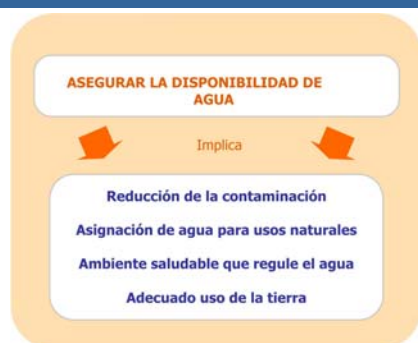 ASEGURAR LA DISPONIBILIDAD DE
AGUA
Implica
Reducción de la contaminación
Asignación de agua para usos naturales
Ambiente saludable que regule el agua
Adecuado uso de la tierra